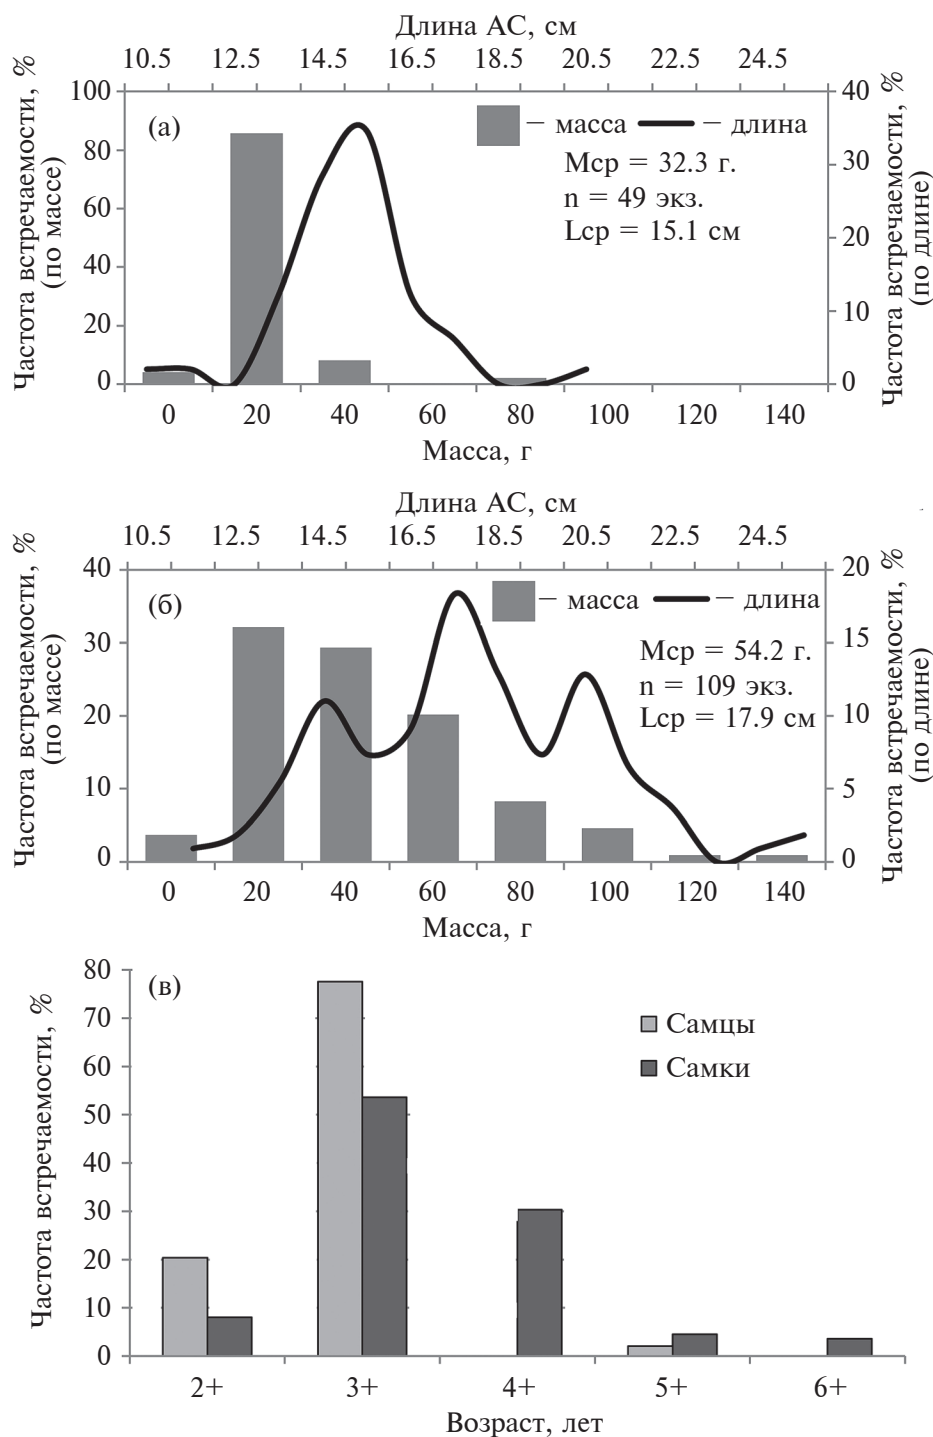 Длина АС, см
10.5 12.5 14.5 16.5 18.5 20.5 22.5 24.5
Частота встречаемости, %
(по массе)
100
80
60
40
20
0
(а)
– масса – длина
Mcp = 32.3 г.
n = 49 экз.
Lcp = 15.1 см
40
30
20
10
0
Частота встречаемости, %
(по длине)
0 20 40 60 80 100 120 140
Масса, г
Длина АС, см
10.5 12.5 14.5 16.5 18.5 20.5 22.5 24.5
Частота встречаемости, %
(по массе)
40
30
20
10
0
(б)
– масса – длина
Mcp = 54.2 г.
n = 109 экз.
Lcp = 17.9 см
20
15
10
5
0
Частота встречаемости, %
(по длине)
0 20 40 60 80 100 120 140
Масса, г
Частота встречаемости, %
80
70
60
50
40
30
20
10
0
(в)
Самцы
Самки
2+ 3+ 4+ 5+ 6+
Возраст, лет